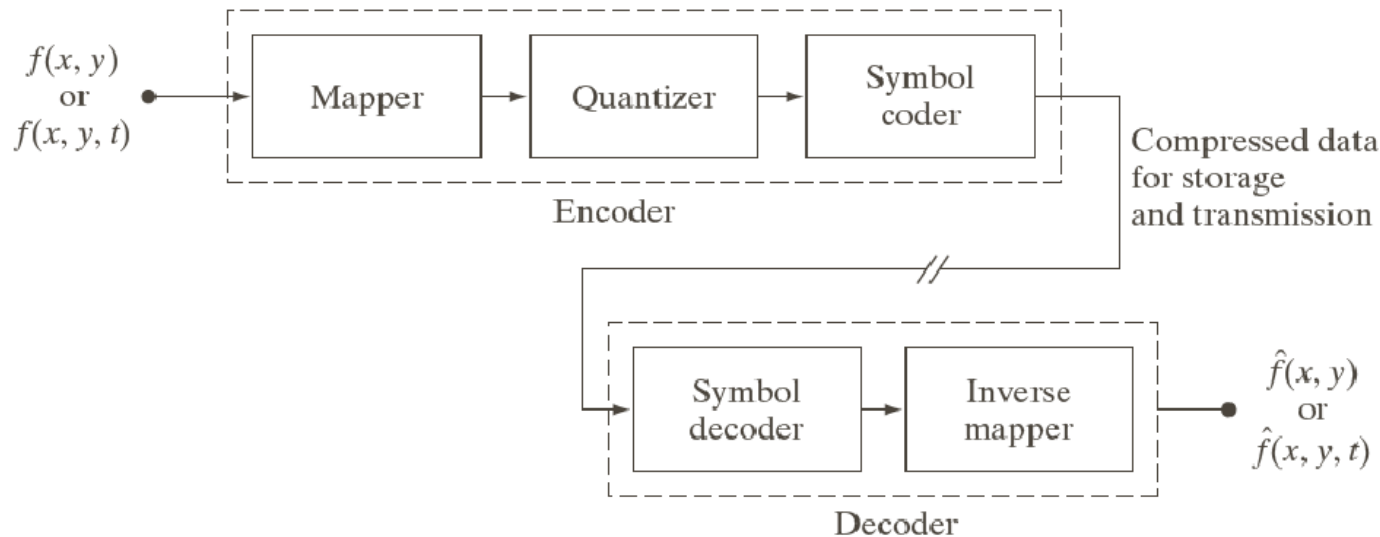 f(x, y)
or
f(x, y, t)
Mapper
Quantizer
Symbol
coder
Encoder
Compressed data
for storage
and transmission
Symbol
decoder
Inverse
mapper
Decoder
f̂(x, y)
or
f̂(x, y, t)